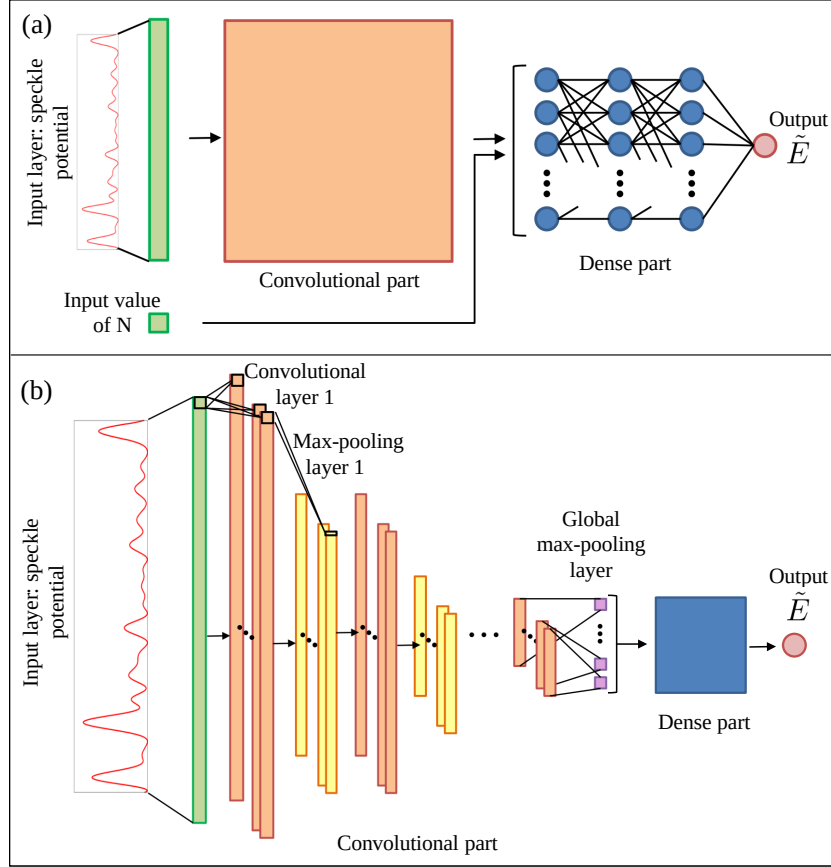 (a)
Input layer: speckle
potential
Convolutional part
Dense part
Output
Ẽ
Input value
of N
(b)
Convolutional
layer 1
Max-pooling
layer 1
Input layer: speckle
potential
Global
max-pooling
layer
Dense part
Output
Ẽ
Convolutional part